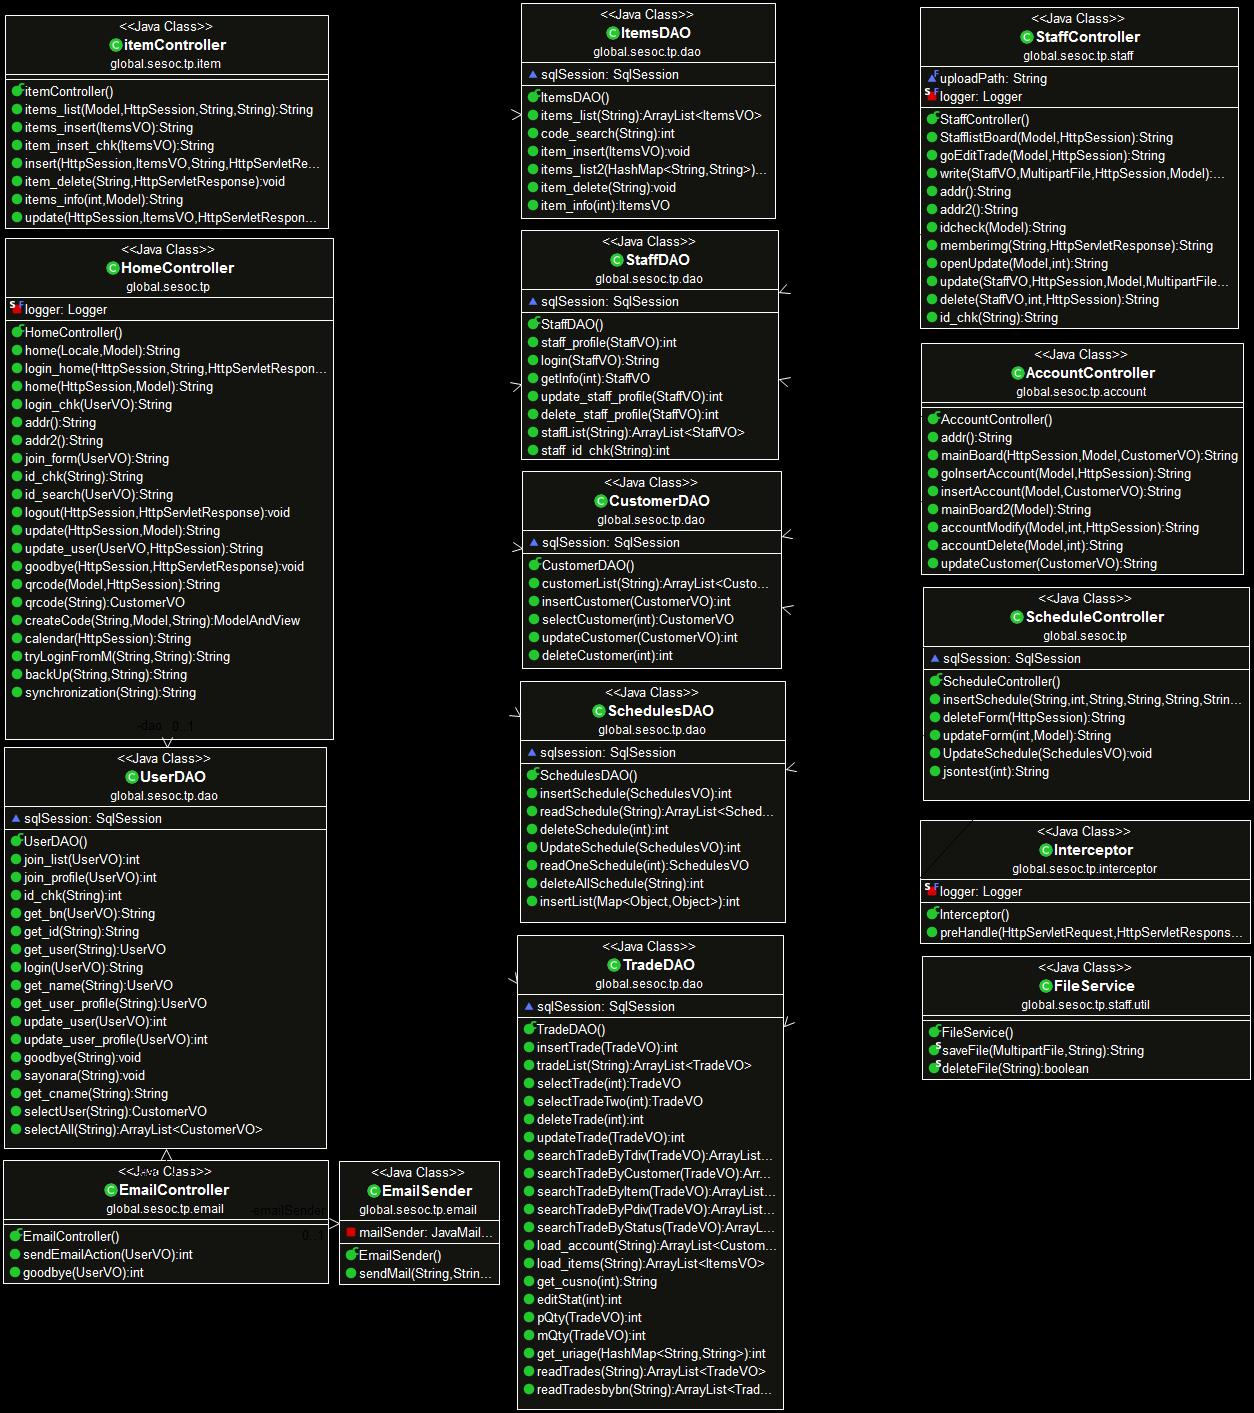 <<Java Class>>
itemController
global.sesoc.tp.item
itemController()
items_list(Model,HttpSession,String,String):String
items_insert(ItemsVO):String
item_insert_chk(ItemsVO):String
insert(HttpSession,ItemsVO,String,HttpServletRe...
item_delete(String,HttpServletResponse):void
items_info(int,Model):String
update(HttpSession,ItemsVO,HttpServletRespon...
<<Java Class>>
HomeController
global.sesoc.tp
logger: Logger
HomeController()
home(Locale,Model):String
login_home(HttpSession,String,HttpServletRespon...
home(HttpSession,Model):String
login_chk(UserVO):String
addr():String
addr2():String
join_form(UserVO):String
id_chk(String):String
id_search(UserVO):String
logout(HttpSession,HttpServletResponse):void
update(HttpSession,Model):String
update_user(UserVO,HttpSession):String
goodbye(HttpSession,HttpServletResponse):void
qrcode(Model,HttpSession):String
qrcode(String):CustomerVO
createCode(String,Model,String):ModelAndView
calendar(HttpSession):String
tryLoginFromM(String,String):String
backUp(String,String):String
synchronization(String):String
-dao 0..1
<<Java Class>>
UserDAO
global.sesoc.tp.dao
sqlSession: SqlSession
UserDAO()
join_list(UserVO):int
join_profile(UserVO):int
id_chk(String):int
get_bn(UserVO):String
get_id(String):String
get_user(String):UserVO
login(UserVO):String
get_name(String):UserVO
get_user_profile(String):UserVO
update_user(UserVO):int
update_user_profile(UserVO):int
goodbye(String):void
sayonara(String):void
get_cname(String):String
selectUser(String):CustomerVO
selectAll(String):ArrayList<CustomerVO>
<<Java Class>>
EmailController
global.sesoc.tp.email
-emailSender
0..1
EmailController()
sendEmailAction(UserVO):int
goodbye(UserVO):int
<<Java Class>>
EmailSender
global.sesoc.tp.email
mailSender: JavaMail...
EmailSender()
sendMail(String,Strin...
<<Java Class>>
ItemsDAO
global.sesoc.tp.dao
sqlSession: SqlSession
ItemsDAO()
items_list(String):ArrayList<ItemsVO>
code_search(String):int
item_insert(ItemsVO):void
items_list2(HashMap<String,String>)...
item_delete(String):void
item_info(int):ItemsVO
<<Java Class>>
StaffDAO
global.sesoc.tp.dao
sqlSession: SqlSession
StaffDAO()
staff_profile(StaffVO):int
login(StaffVO):String
getInfo(int):StaffVO
update_staff_profile(StaffVO):int
delete_staff_profile(StaffVO):int
staffList(String):ArrayList<StaffVO>
staff_id_chk(String):int
<<Java Class>>
CustomerDAO
global.sesoc.tp.dao
sqlSession: SqlSession
CustomerDAO()
customerList(String):ArrayList<Custo...
insertCustomer(CustomerVO):int
selectCustomer(int):CustomerVO
updateCustomer(CustomerVO):int
deleteCustomer(int):int
<<Java Class>>
SchedulesDAO
global.sesoc.tp.dao
sqlsession: SqlSession
SchedulesDAO()
insertSchedule(SchedulesVO):int
readSchedule(String):ArrayList<Sched...
deleteSchedule(int):int
UpdateSchedule(SchedulesVO):int
readOneSchedule(int):SchedulesVO
deleteAllSchedule(String):int
insertList(Map<Object,Object>):int
<<Java Class>>
TradeDAO
global.sesoc.tp.dao
sqlSession: SqlSession
TradeDAO()
insertTrade(TradeVO):int
tradeList(String):ArrayList<TradeVO>
selectTrade(int):TradeVO
selectTradeTwo(int):TradeVO
deleteTrade(int):int
updateTrade(TradeVO):int
searchTradeByTdiv(TradeVO):ArrayList...
searchTradeByCustomer(TradeVO):Arr...
searchTradeByItem(TradeVO):ArrayList...
searchTradeByPdiv(TradeVO):ArrayList...
searchTradeByStatus(TradeVO):ArrayL...
load_account(String):ArrayList<Custom...
load_items(String):ArrayList<ItemsVO>
get_cusno(int):String
editStat(int):int
pQty(TradeVO):int
mQty(TradeVO):int
get_uriage(HashMap<String,String>):int
readTrades(String):ArrayList<TradeVO>
readTradesbybn(String):ArrayList<Trad...
<<Java Class>>
StaffController
global.sesoc.tp.staff
uploadPath: String
logger: Logger
StaffController()
StafflistBoard(Model,HttpSession):String
goEditTrade(Model,HttpSession):String
write(StaffVO,MultipartFile,HttpSession,Model):...
addr():String
addr2():String
idcheck(Model):String
memberimg(String,HttpServletResponse):String
openUpdate(Model,int):String
update(StaffVO,HttpSession,Model,MultipartFile...
delete(StaffVO,int,HttpSession):String
id_chk(String):String
<<Java Class>>
AccountController
global.sesoc.tp.account
AccountController()
addr():String
mainBoard(HttpSession,Model,CustomerVO):String
goInsertAccount(Model,HttpSession):String
insertAccount(Model,CustomerVO):String
mainBoard2(Model):String
accountModify(Model,int,HttpSession):String
accountDelete(Model,int):String
updateCustomer(CustomerVO):String
<<Java Class>>
ScheduleController
global.sesoc.tp
sqlSession: SqlSession
ScheduleController()
insertSchedule(String,int,String,String,String,Strin...
deleteForm(HttpSession):String
updateForm(int,Model):String
UpdateSchedule(SchedulesVO):void
jsontest(int):String
<<Java Class>>
Interceptor
global.sesoc.tp.interceptor
logger: Logger
Interceptor()
preHandle(HttpServletRequest,HttpServletRespons...
<<Java Class>>
FileService
global.sesoc.tp.staff.util
FileService()
saveFile(MultipartFile,String):String
deleteFile(String):boolean